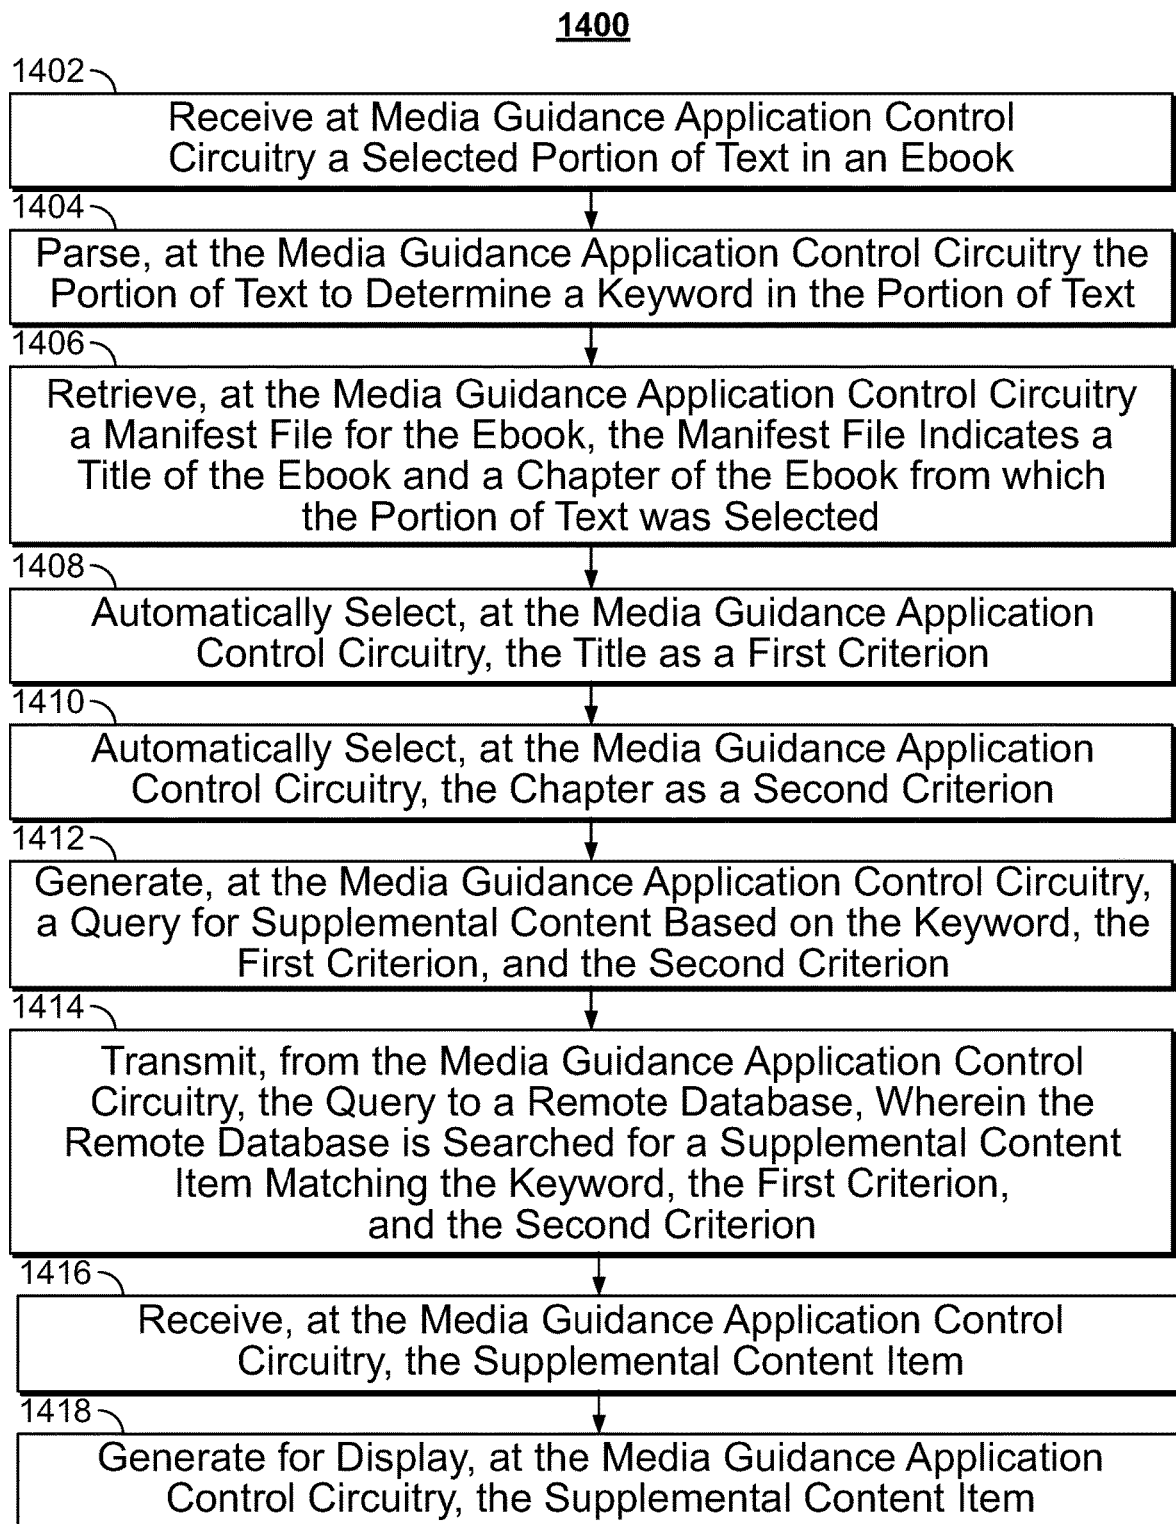 1400
1402
Receive at Media Guidance Application Control
Circuitry a Selected Portion of Text in an Ebook
1404
Parse, at the Media Guidance Application Control Circuitry the
Portion of Text to Determine a Keyword in the Portion of Text
1406
Retrieve, at the Media Guidance Application Control Circuitry
a Manifest File for the Ebook, the Manifest File Indicates a
Title of the Ebook and a Chapter of the Ebook from which
the Portion of Text was Selected
1408
Automatically Select, at the Media Guidance Application
Control Circuitry, the Title as a First Criterion
1410
Automatically Select, at the Media Guidance Application
Control Circuitry, the Chapter as a Second Criterion
1412
Generate, at the Media Guidance Application Control Circuitry,
a Query for Supplemental Content Based on the Keyword, the
First Criterion, and the Second Criterion
1414
Transmit, from the Media Guidance Application Control
Circuitry, the Query to a Remote Database, Wherein the
Remote Database is Searched for a Supplemental Content
Item Matching the Keyword, the First Criterion,
and the Second Criterion
1416
Receive, at the Media Guidance Application Control
Circuitry, the Supplemental Content Item
1418
Generate for Display, at the Media Guidance Application
Control Circuitry, the Supplemental Content Item